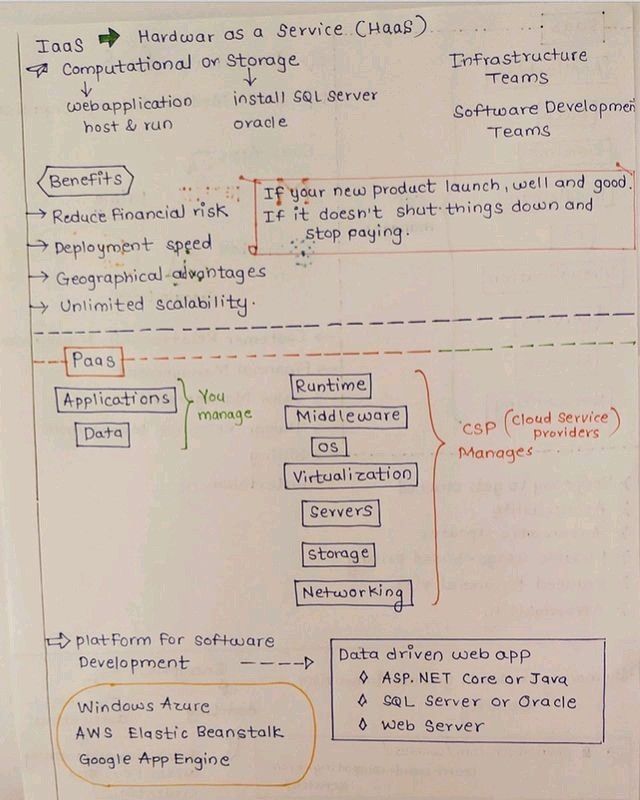 IaaS → Hardwar as a Service (HaaS)
Computational or Storage
web application
host & run
install SQL Server
oracle
Infrastructure
Teams
Software Developmen
Teams
Benefits
→ Reduce financial risk
→ Deployment speed
→ Geographical advantages
→ Unlimited scalability.
If your new product launch, well and good.
If it doesn't shut things down and
stop paying.
Paas
Applications
Data
You
manage
Runtime
Middleware
OS
Virtualization
Servers
Storage
Networking
CSP (Cloud Service
providers)
Manages
⇒ platform for software
Development
Windows Azure
AWS Elastic Beanstalk
Google App Engine
Data driven web app
◊ ASP.NET Core or Java
◊ SQL Server or Oracle
◊ Web Server